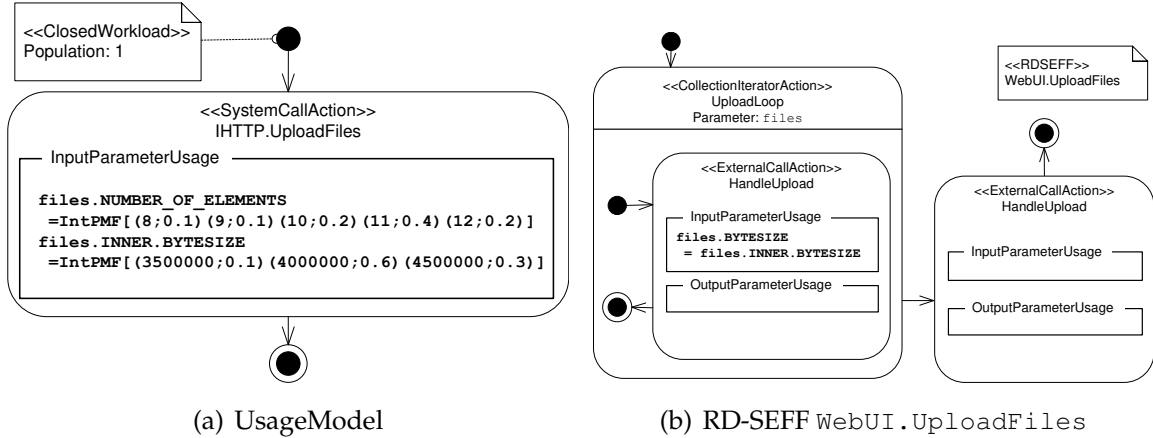 <<ClosedWorkload>>
Population: 1
<<SystemCallAction>>
IHTTP.UploadFiles
InputParameterUsage
files.NUMBER_OF_ELEMENTS
=IntPMF[(8;0.1)(9;0.1)(10;0.2)(11;0.4)(12;0.2)]
files.INNER.BYTESIZE
=IntPMF[(3500000;0.1)(4000000;0.6)(4500000;0.3)]
(a) UsageModel
<<CollectionIteratorAction>>
UploadLoop
Parameter: files
<<ExternalCallAction>>
HandleUpload
InputParameterUsage
files.BYTESIZE
= files.INNER.BYTESIZE
OutputParameterUsage
<<RDSEFF>>
WebUI.UploadFiles
<<ExternalCallAction>>
HandleUpload
InputParameterUsage
OutputParameterUsage
(b) RD-SEFF WebUI.UploadFiles